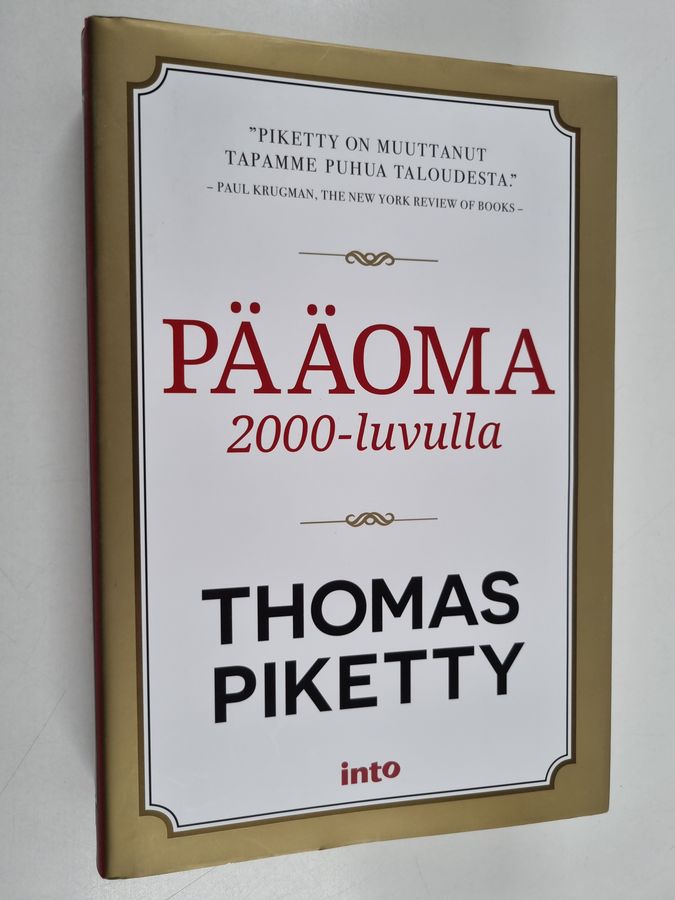 ”PIKETTY ON MUUTTANUT
TAPAMME PUHUA TALOUDESTA.”
– PAUL KRUGMAN, THE NEW YORK REVIEW OF BOOKS –
PÄÄOMA
2000-luvulla
THOMAS
PIKETTY
into